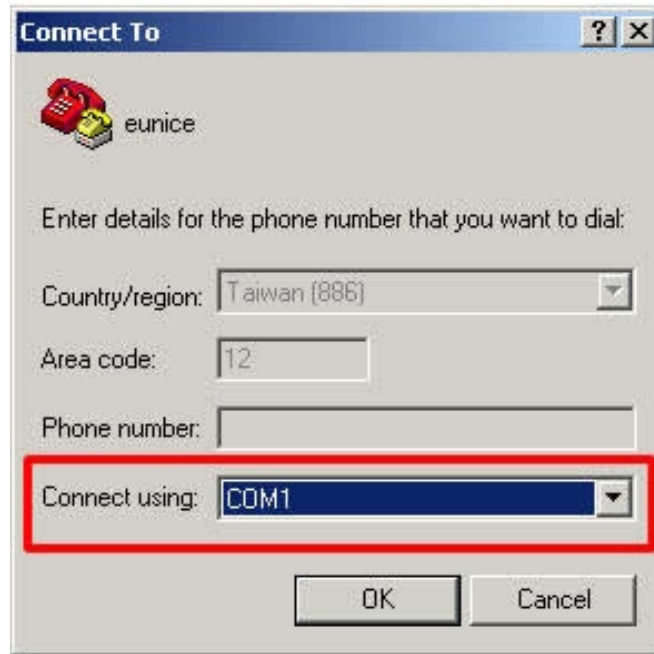 Connect To
eunice
Enter details for the phone number that you want to dial:
Country/region: Taiwan (886)
Area code: 12
Phone number:
Connect using: COM1
OK Cancel